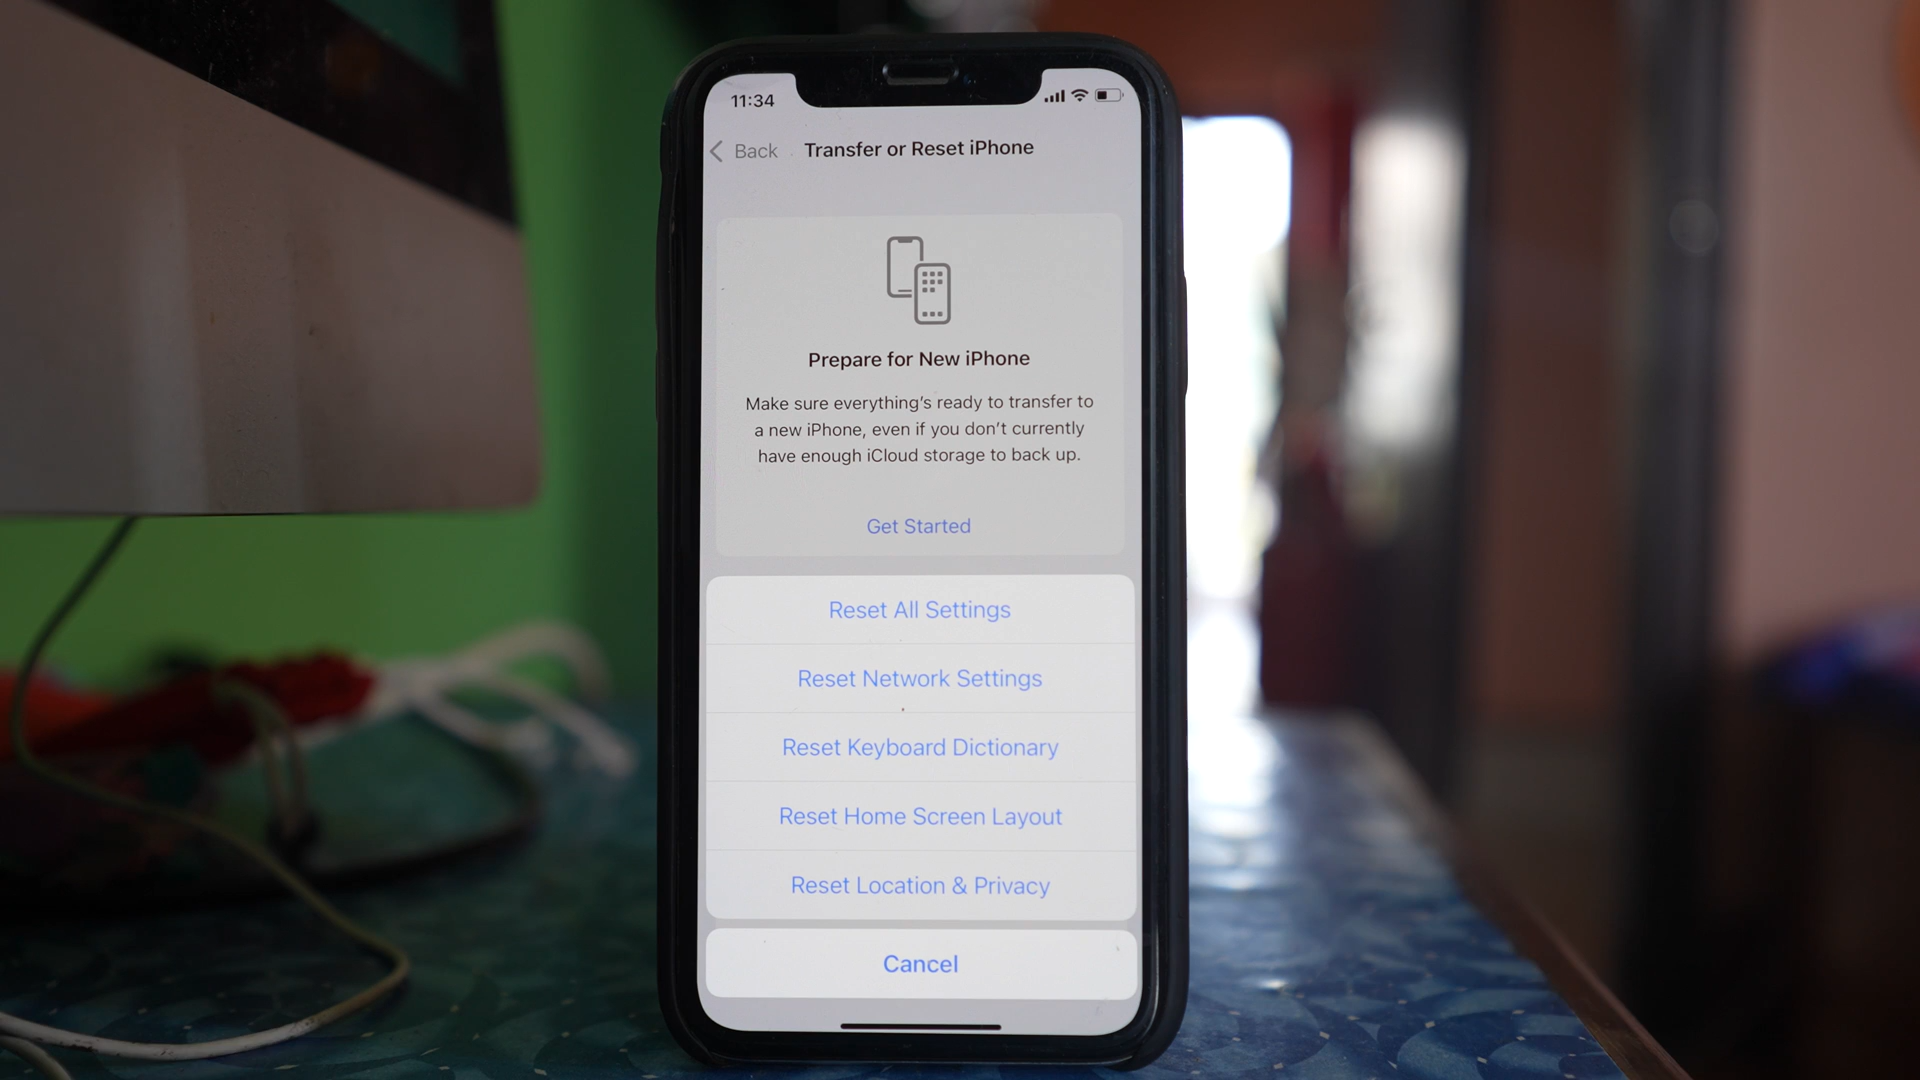 11:34
Back
Transfer or Reset iPhone
Prepare for New iPhone
Make sure everything's ready to transfer to
a new iPhone, even if you don't currently
have enough iCloud storage to back up.
Get Started
Reset All Settings
Reset Network Settings
Reset Keyboard Dictionary
Reset Home Screen Layout
Reset Location & Privacy
Cancel